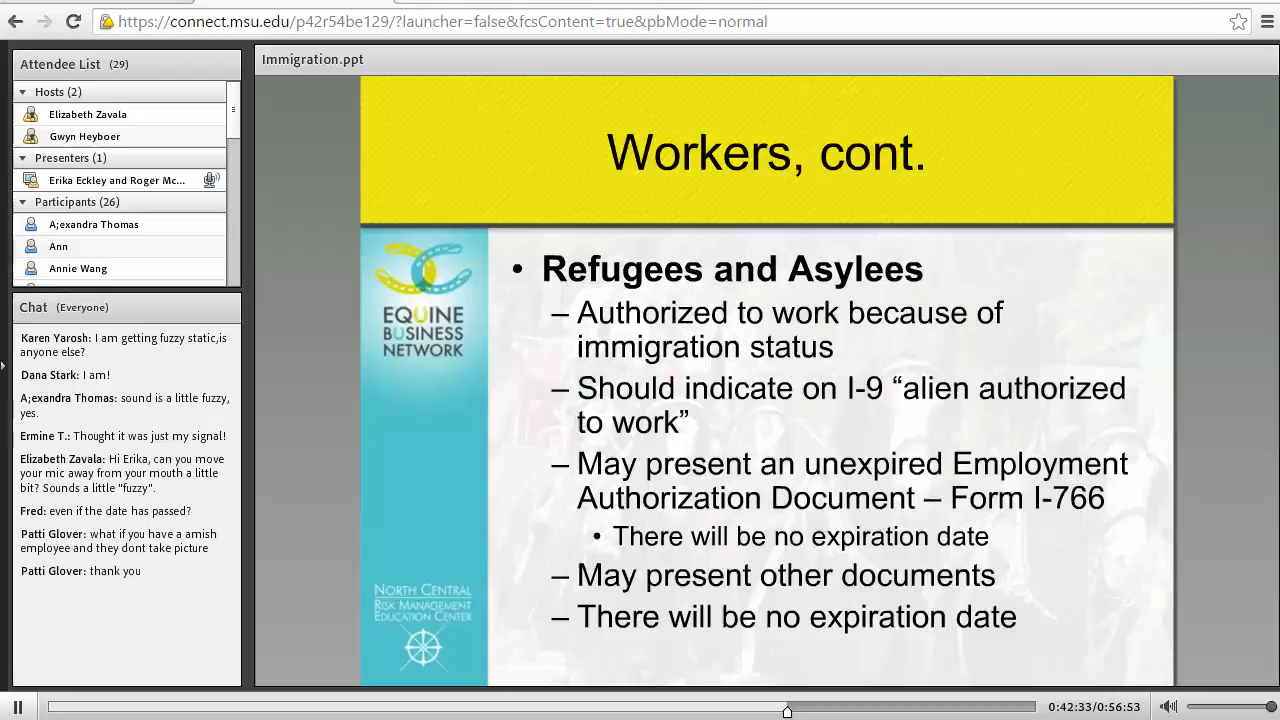 https://connect.msu.edu/p42r54be129/?launcher=false&fcsContent=true&pbMode=normal
Attendee List (29)
Hosts (2)
Elizabeth Zavala
Gwyn Heyboer
Presenters (1)
Erika Eckley and Roger Mc...
Participants (26)
A;exandra Thomas
Ann
Annie Wang
Chat (Everyone)
Karen Yarosh: I am getting fuzzy static,is
anyone else?
Dana Stark: I am!
A;exandra Thomas: sound is a little fuzzy,
yes.
Ermine T.: Thought it was just my signal!
Elizabeth Zavala: Hi Erika, can you move
your mic away from your mouth a little
bit? Sounds a little "fuzzy".
Fred: even if the date has passed?
Patti Glover: what if you have a amish
employee and they dont take picture
Patti Glover: thank you
Immigration.ppt
Workers, cont.
EQUINE
BUSINESS
NETWORK
NORTH CENTRAL
RISK MANAGEMENT
EDUCATION CENTER
• Refugees and Asylees
– Authorized to work because of
immigration status
– Should indicate on I-9 “alien authorized
to work”
– May present an unexpired Employment
Authorization Document – Form I-766
• There will be no expiration date
– May present other documents
– There will be no expiration date
0:42:33/0:56:53